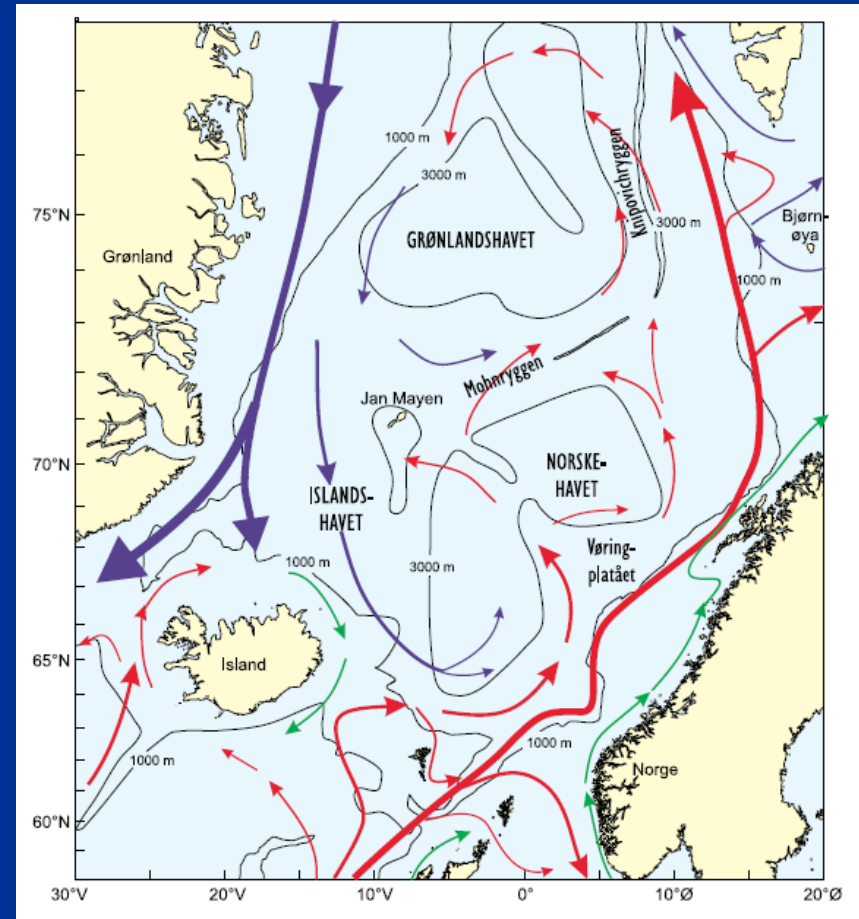 1000 m
3000 m
Knipovichryggen
75°N
GRØNLANDSHAVET
3000 m
Bjørn-
øya
Grønland
1000 m
Jan Mayen
Mohnryggen
70°N
NORSKE-
HAVET
ISLANDS-
HAVET
Vøring-
platået
1000 m
3000 m
65°N
Island
1000 m
1000 m
Norge
60°N
30°V
20°V
10°V
0°
10°Ø
20°Ø